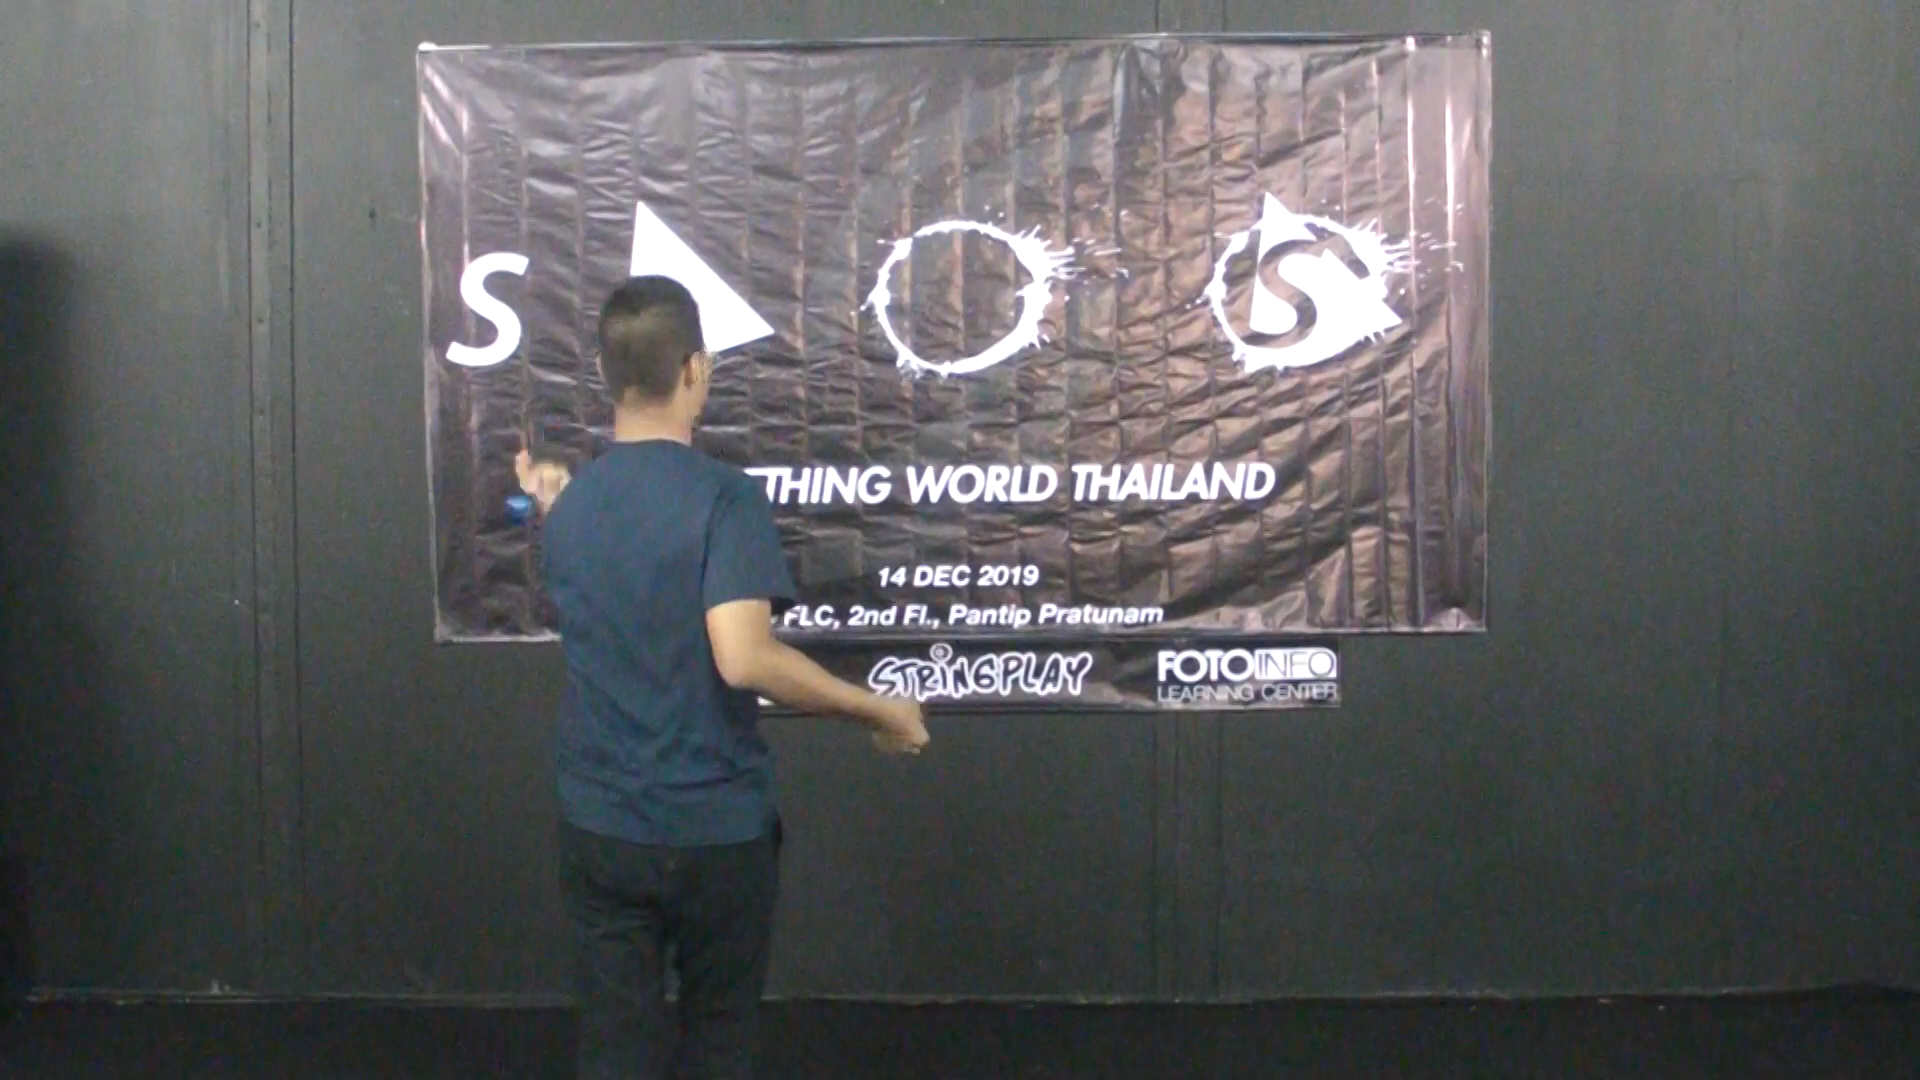 S
S
THING WORLD THAILAND
14 DEC 2019
FLC, 2nd Fl., Pantip Pratunam
STRINGPLAY
FOTOINFO
LEARNING CENTER